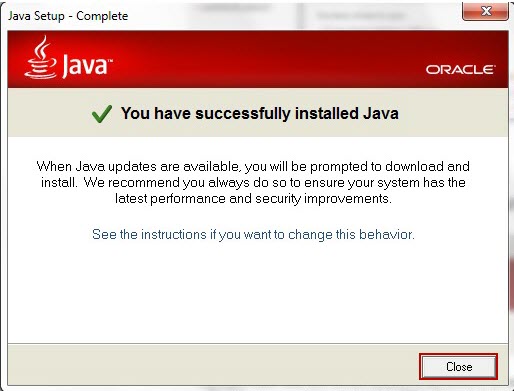 Java Setup - Complete
Java™
ORACLE
You have successfully installed Java
When Java updates are available, you will be prompted to download and
install. We recommend you always do so to ensure your system has the
latest performance and security improvements.
See the instructions if you want to change this behavior.
Close